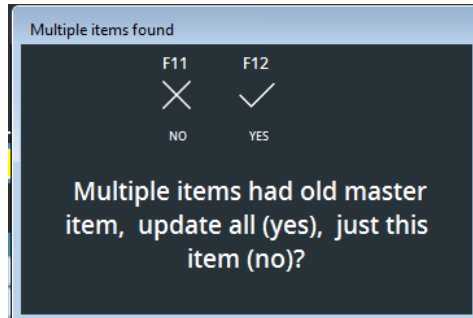 Multiple items found
F11 F12
NO YES
Multiple items had old master
item,  update all (yes),  just this
item (no)?